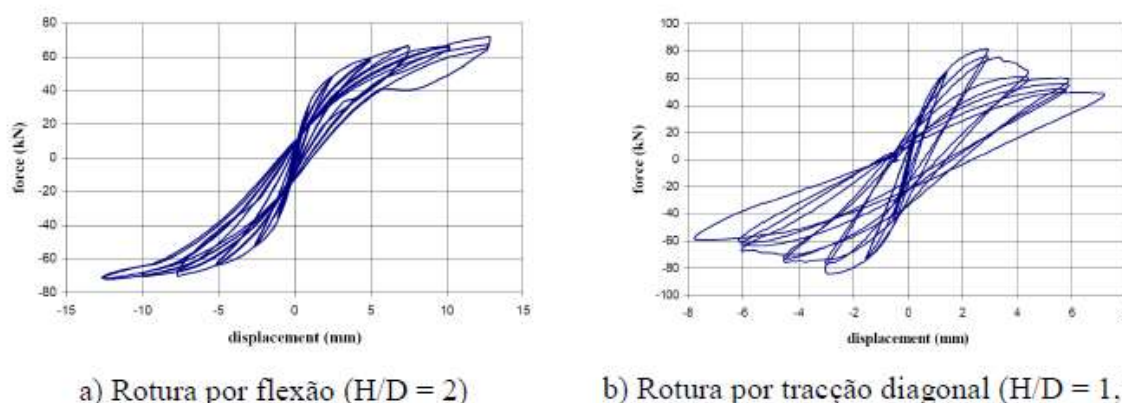 80
60
40
20
0
-20
-40
-60
-80
force (kN)
-15 -10 -5 0 5 10 15
displacement (mm)
a) Rotura por flexão (H/D = 2)
100
80
60
40
20
0
-20
-40
-60
-80
-100
force (kN)
-8 -6 -4 -2 0 2 4 6 8
displacement (mm)
b) Rotura por tracção diagonal (H/D = 1,